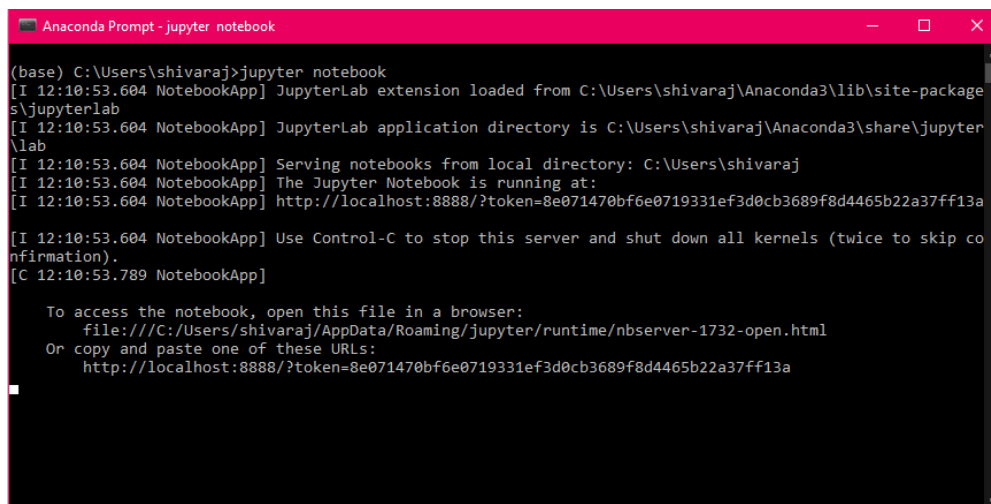 Anaconda Prompt - jupyter notebook
(base) C:\Users\shivaraj>jupyter notebook
[I 12:10:53.604 NotebookApp] JupyterLab extension loaded from C:\Users\shivaraj\Anaconda3\lib\site-package
s\jupyterlab
[I 12:10:53.604 NotebookApp] JupyterLab application directory is C:\Users\shivaraj\Anaconda3\share\jupyter
\lab
[I 12:10:53.604 NotebookApp] Serving notebooks from local directory: C:\Users\shivaraj
[I 12:10:53.604 NotebookApp] The Jupyter Notebook is running at:
[I 12:10:53.604 NotebookApp] http://localhost:8888/?token=8e071470bf6e0719331ef3d0cb3689f8d4465b22a37ff13a
[I 12:10:53.604 NotebookApp] Use Control-C to stop this server and shut down all kernels (twice to skip co
nfirmation).
[C 12:10:53.789 NotebookApp]
To access the notebook, open this file in a browser:
file:///C:/Users/shivaraj/AppData/Roaming/jupyter/runtime/nbserver-1732-open.html
Or copy and paste one of these URLs:
http://localhost:8888/?token=8e071470bf6e0719331ef3d0cb3689f8d4465b22a37ff13a